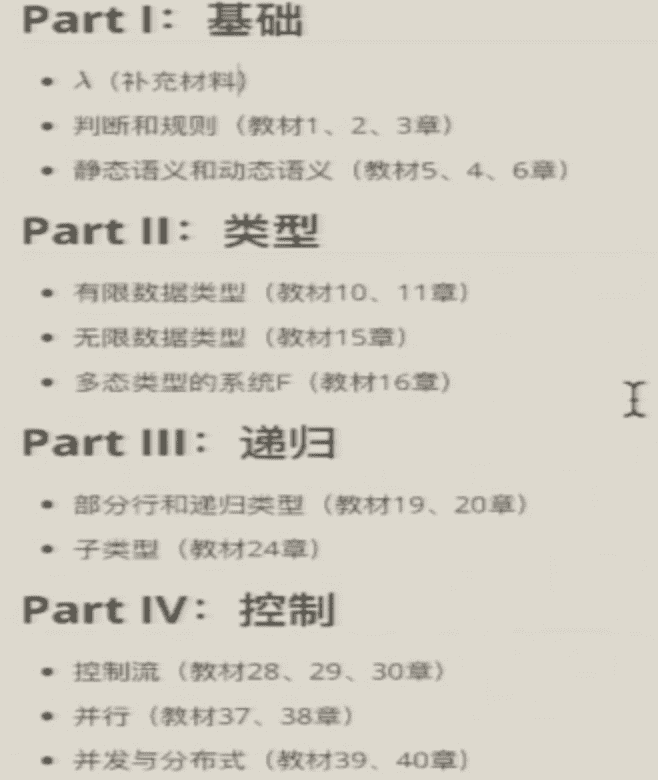 Part I： 基础
• λ（补充材料）
• 判断和规则（教材1、2、3章）
• 静态语义和动态语义（教材5、4、6章）
Part II： 类型
• 有限数据类型（教材10、11章）
• 无限数据类型（教材15章）
• 多态类型的系统F（教材16章）
Part III： 递归
• 部分行和递归类型（教材19、20章）
• 子类型（教材24章）
Part IV： 控制
• 控制流（教材28、29、30章）
• 并行（教材37、38章）
• 并发与分布式（教材39、40章）